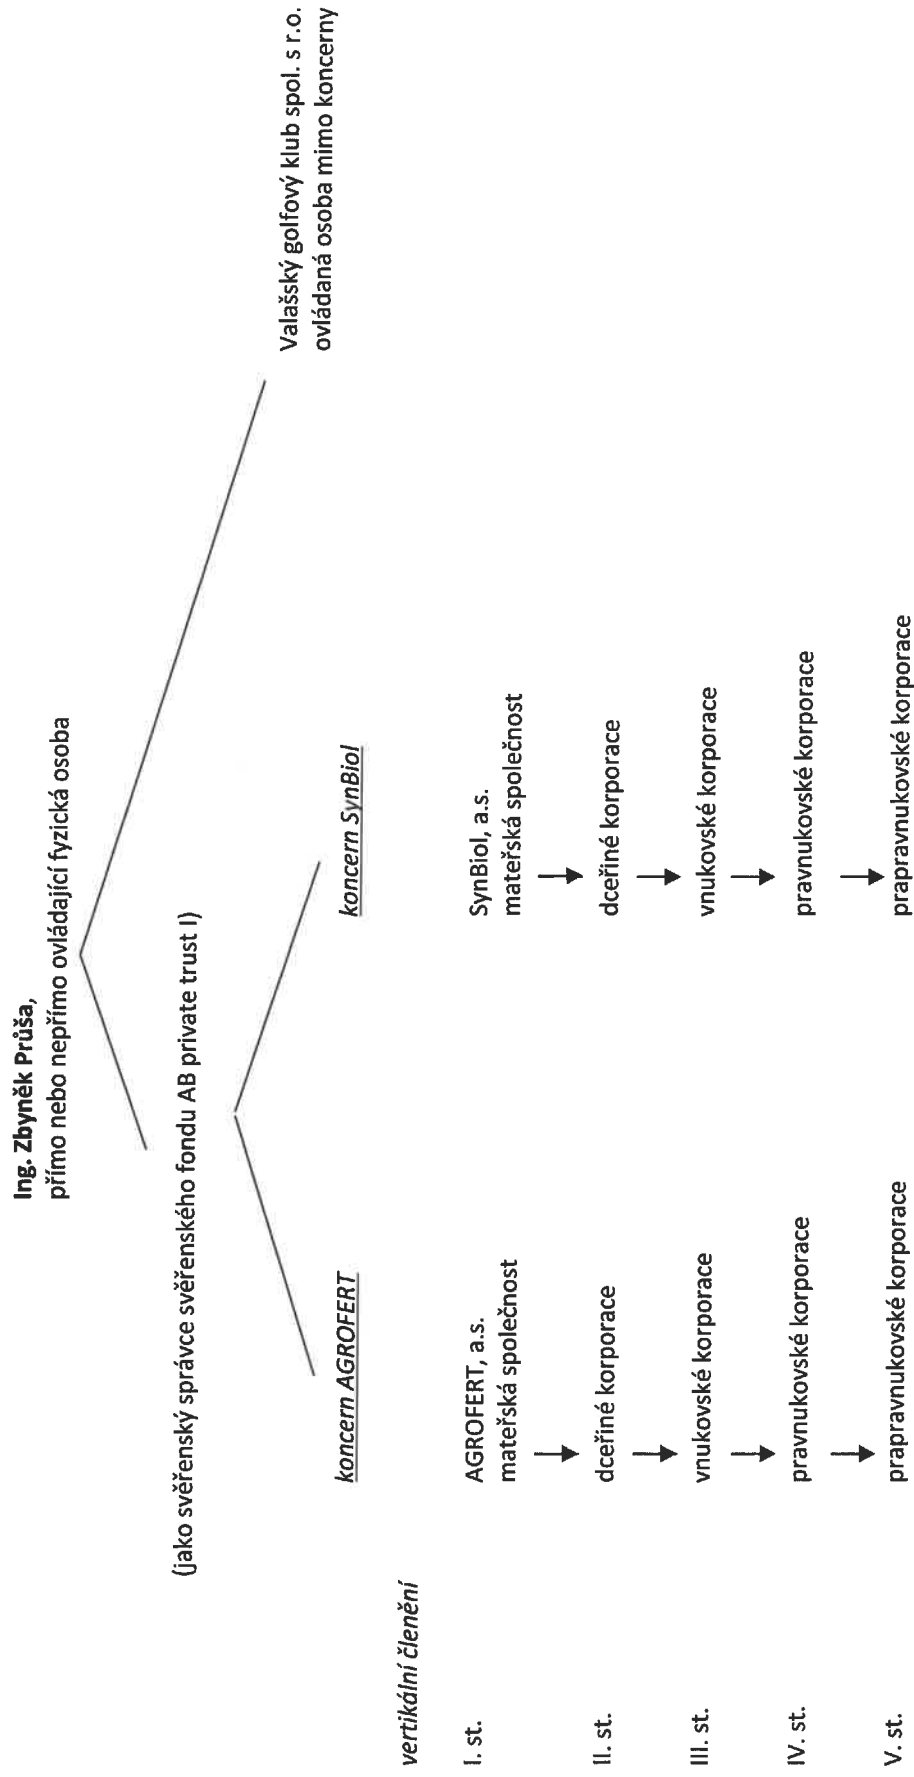 Ing. Zbyněk Průša,
přímo nebo nepřímo ovládající fyzická osoba
(jako svěřenský správce svěřenského fondu AB private trust I)
Valašský golfový klub spol. s r.o.
ovládaná osoba mimo koncerny
koncern AGROFERT
koncern SynBiol
vertikální členění
I. st.
AGROFERT, a.s.
mateřská společnost
SynBiol, a.s.
mateřská společnost
II. st.
dceřiné korporace
dceřiné korporace
III. st.
vnukovské korporace
vnukovské korporace
IV. st.
pravnukovské korporace
pravnukovské korporace
V. st.
prapravnukovské korporace
prapravnukovské korporace